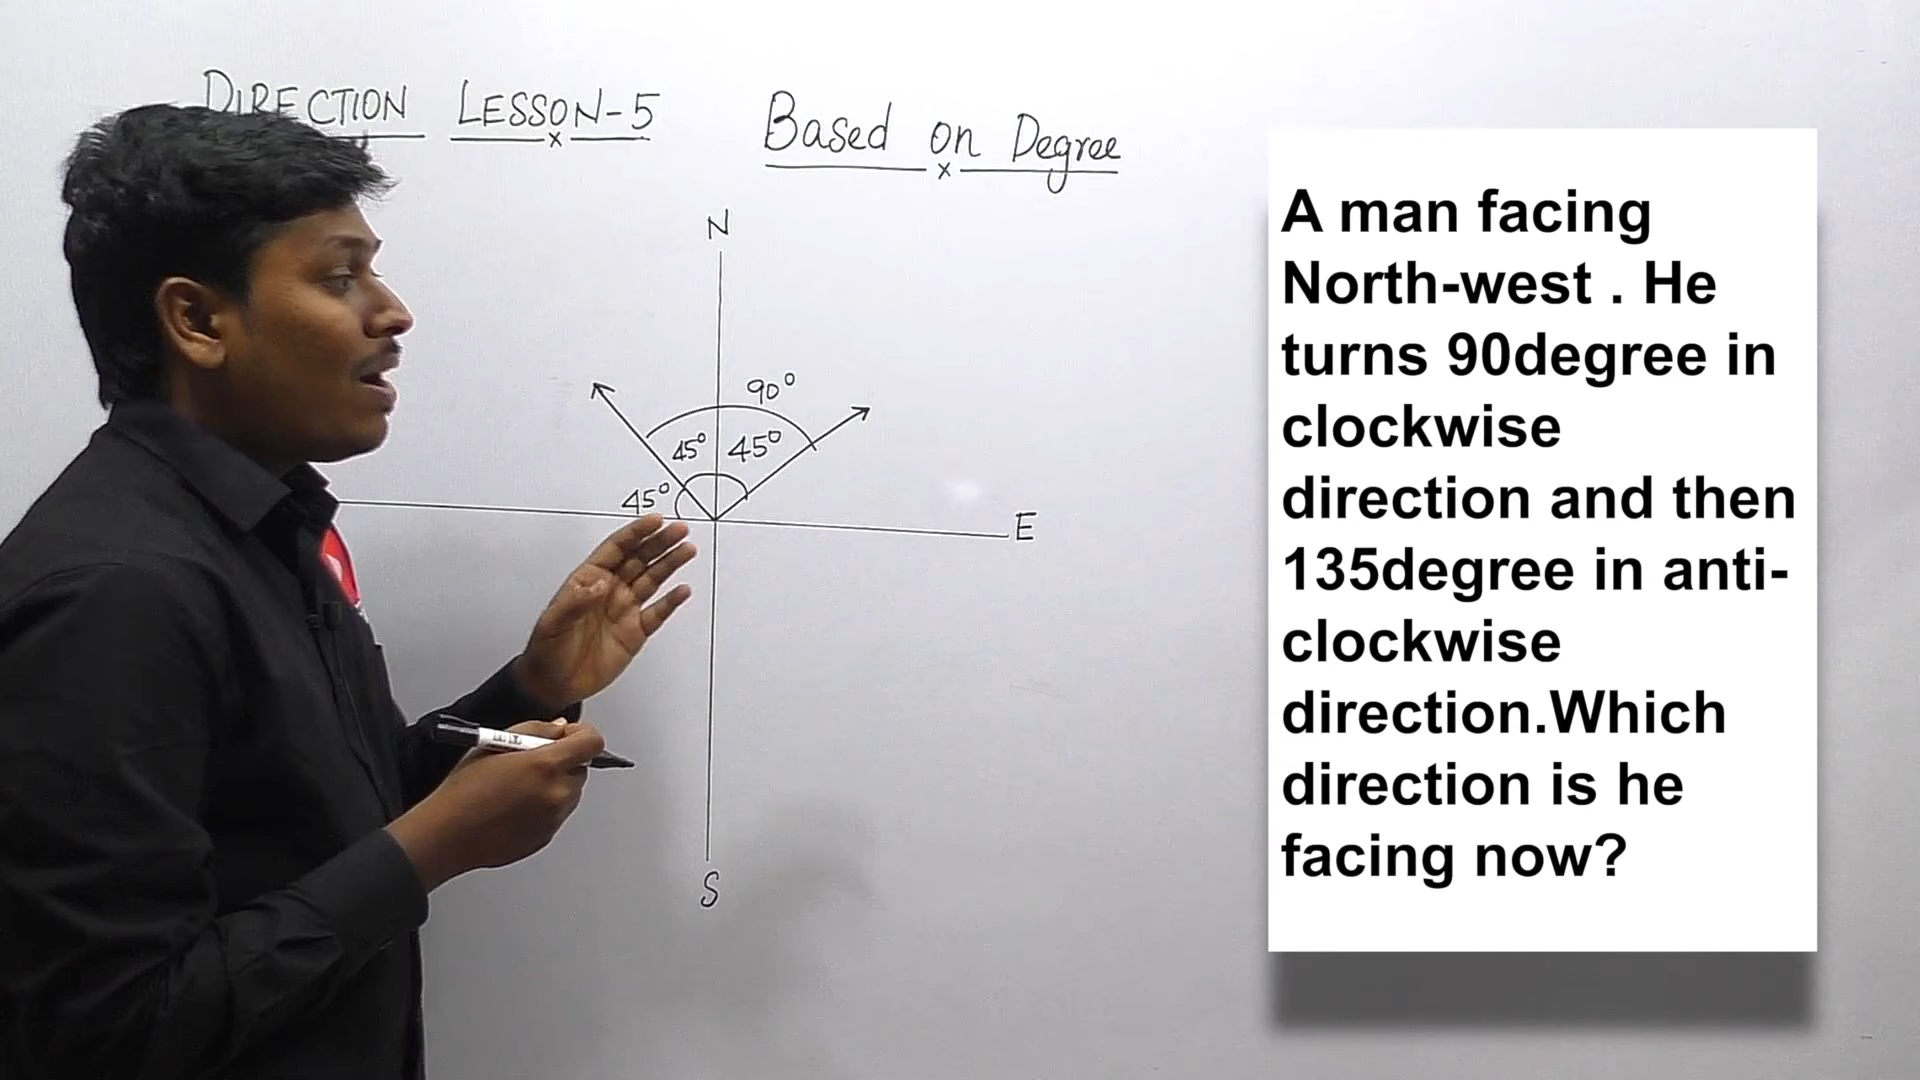 DIRECTION LESSON-5
Based on Degree
N
90°
45° 45°
45°
E
S
A man facing
North-west . He
turns 90degree in
clockwise
direction and then
135degree in anti-
clockwise
direction.Which
direction is he
facing now?